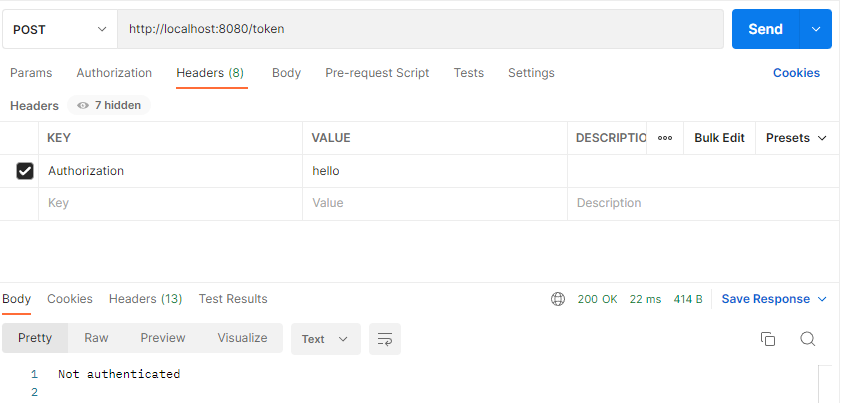 POST http://localhost:8080/token Send
Params Authorization Headers (8) Body Pre-request Script Tests Settings Cookies
Headers 7 hidden
KEY VALUE DESCRIPTIO ooo Bulk Edit Presets
Authorization hello
Key Value Description
Body Cookies Headers (13) Test Results 200 OK 22 ms 414 B Save Response
Pretty Raw Preview Visualize Text
1 Not authenticated
2